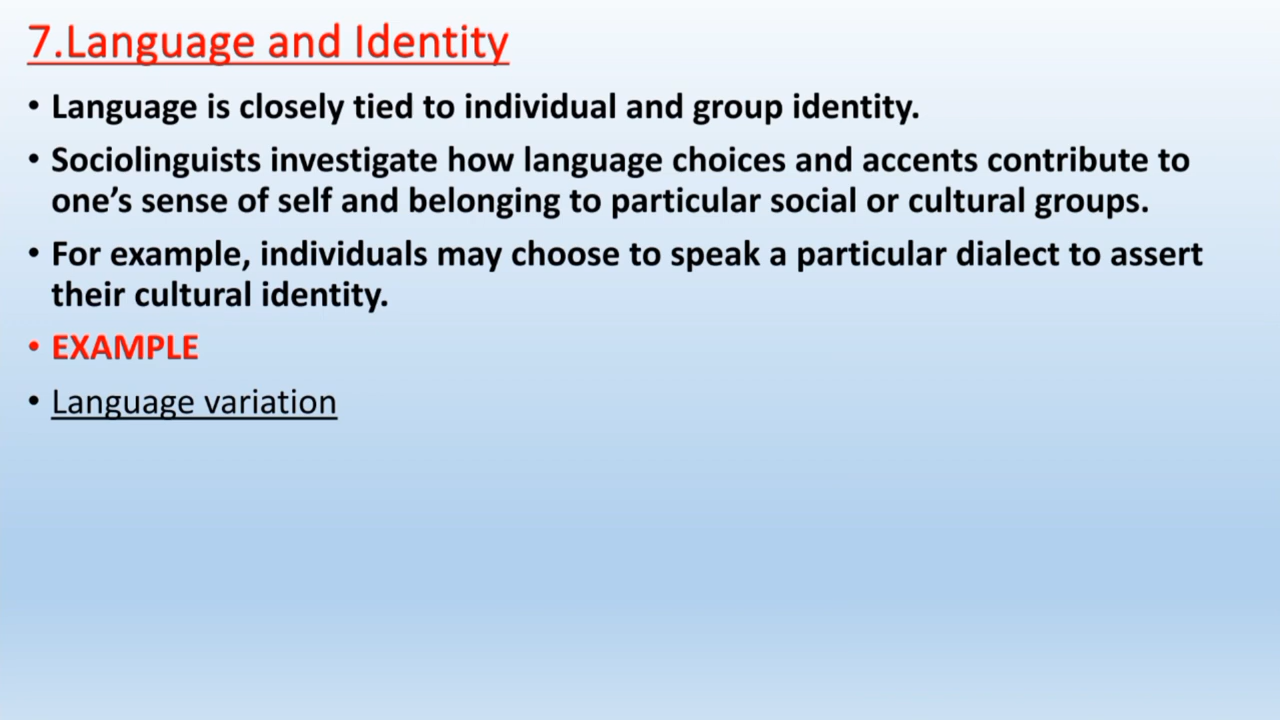 7.Language and Identity
• Language is closely tied to individual and group identity.
• Sociolinguists investigate how language choices and accents contribute to
one’s sense of self and belonging to particular social or cultural groups.
• For example, individuals may choose to speak a particular dialect to assert
their cultural identity.
• EXAMPLE
• Language variation